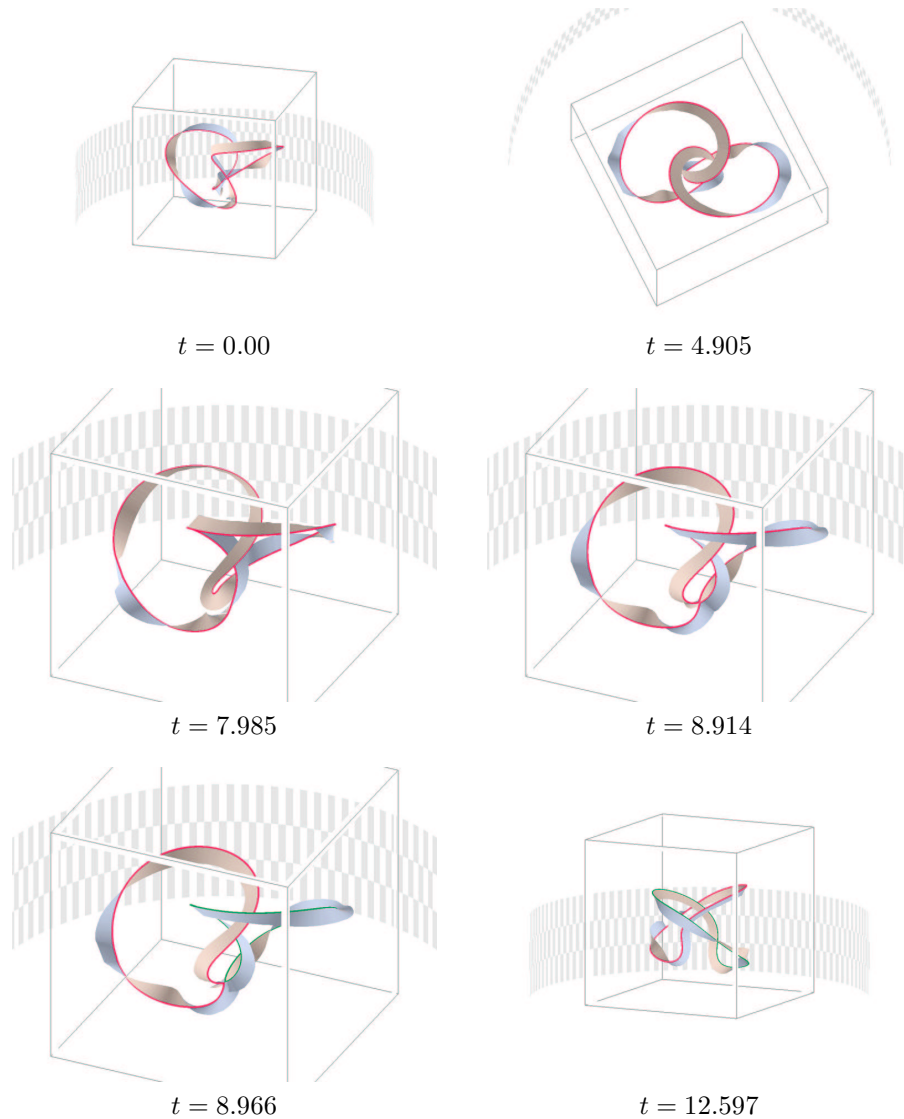 t = 0.00
t = 4.905
t = 7.985
t = 8.914
t = 8.966
t = 12.597